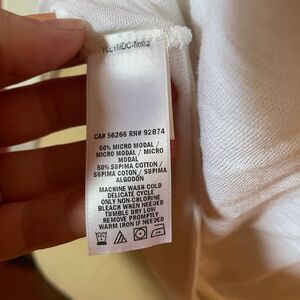 CA# 56266 RN# 92874
50% MICRO MODAL
/ MICRO MODAL / MICRO
MODAL
50% SUPIMA COTTON /
SUPIMA COTON / SUPIMA
ALGODÓN
MACHINE WASH COLD
DELICATE CYCLE
ONLY NON-CHLORINE
BLEACH WHEN NEEDED
TUMBLE DRY LOW
REMOVE PROMPTLY
WARM IRON IF NEEDED